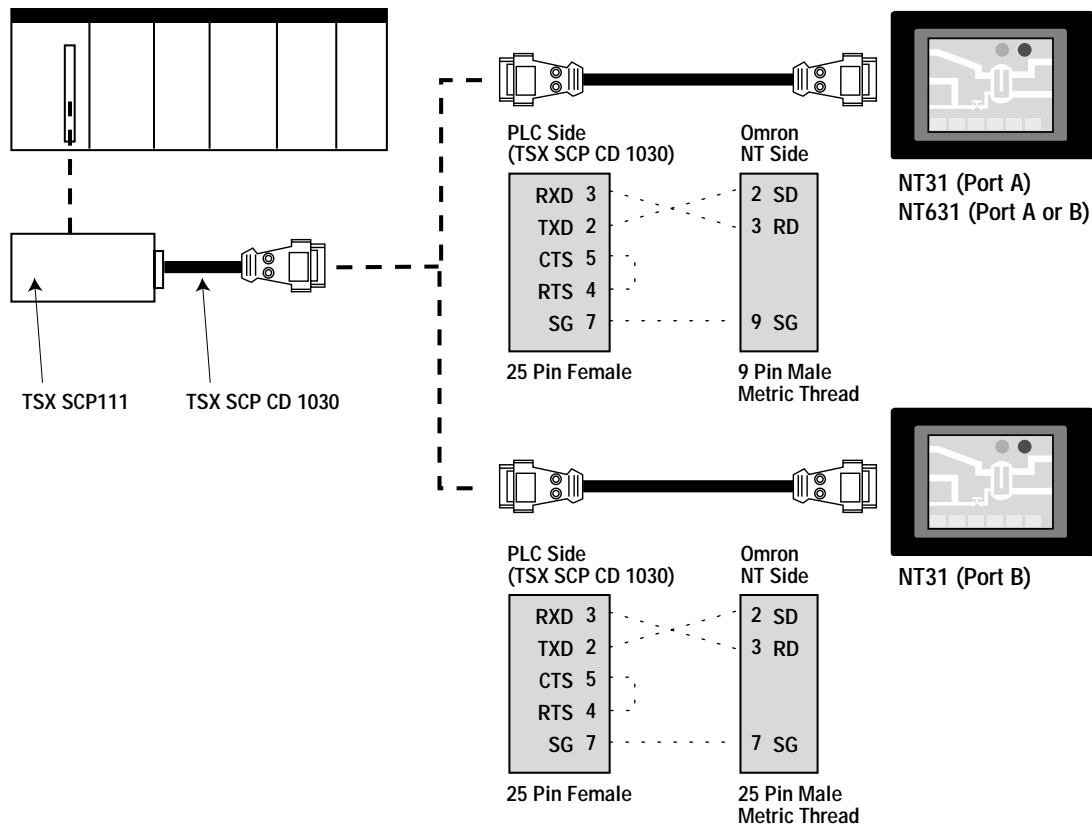 PLC Side
(TSX SCP CD 1030)
Omron
NT Side
RXD 3
TXD 2
CTS 5
RTS 4
SG 7
2 SD
3 RD
9 SG
25 Pin Female
9 Pin Male
Metric Thread
NT31 (Port A)
NT631 (Port A or B)
TSX SCP111
TSX SCP CD 1030
PLC Side
(TSX SCP CD 1030)
Omron
NT Side
RXD 3
TXD 2
CTS 5
RTS 4
SG 7
2 SD
3 RD
7 SG
25 Pin Female
25 Pin Male
Metric Thread
NT31 (Port B)